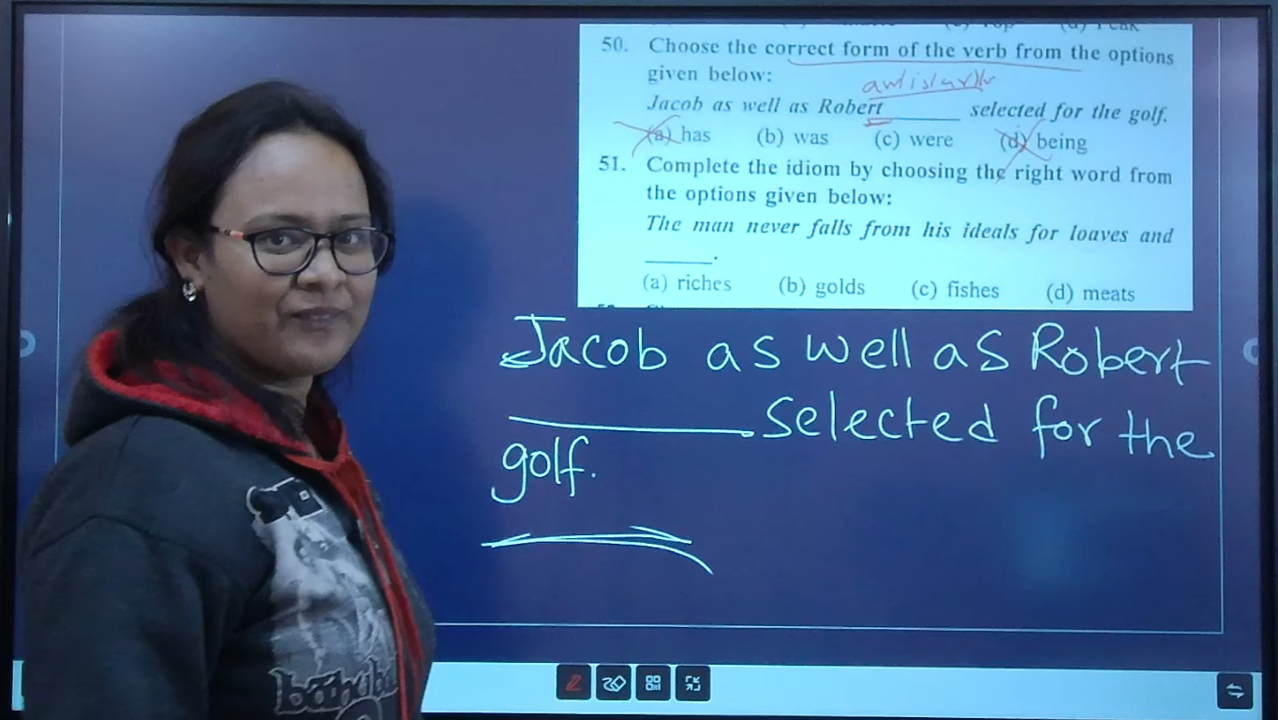 50. Choose the correct form of the verb from the options
given below:
Jacob as well as Robert ______ selected for the golf.
(a) has (b) was (c) were (d) being
51. Complete the idiom by choosing the right word from
the options given below:
The man never falls from his ideals for loaves and
______.
(a) riches (b) golds (c) fishes (d) meats
Jacob as well as Robert
______ selected for the
golf.